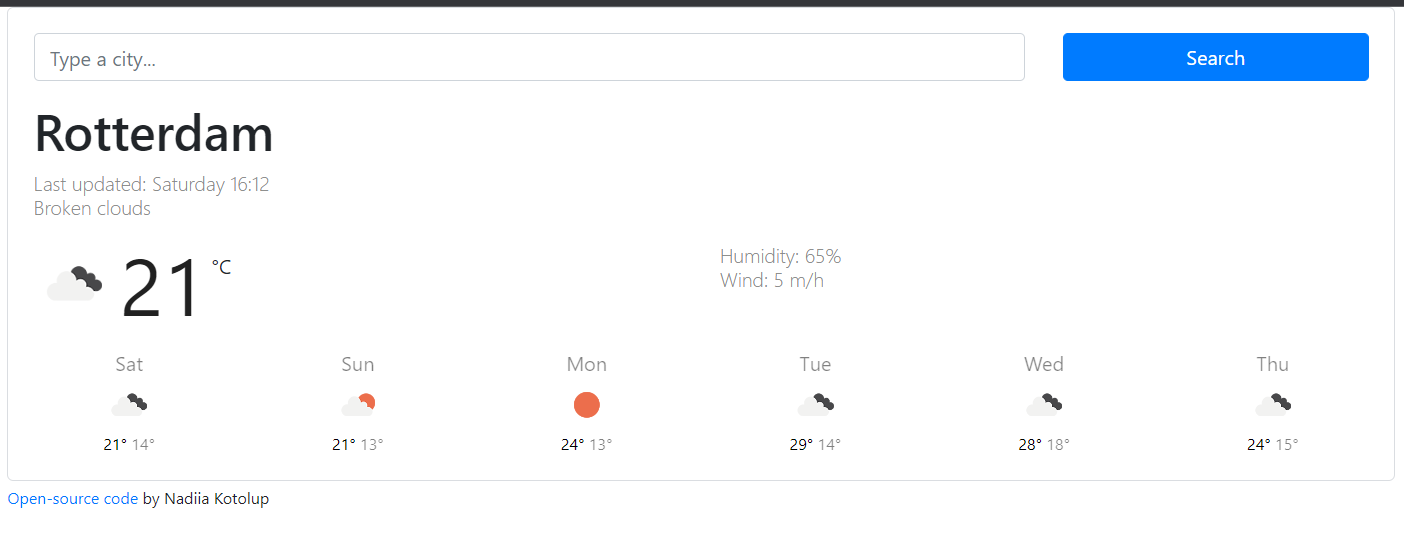 Type a city...
Search
Rotterdam
Last updated: Saturday 16:12
Broken clouds
21 °C
Humidity: 65%
Wind: 5 m/h
Sat Sun Mon Tue Wed Thu
21° 14° 21° 13° 24° 13° 29° 14° 28° 18° 24° 15°
Open-source code by Nadiia Kotolup